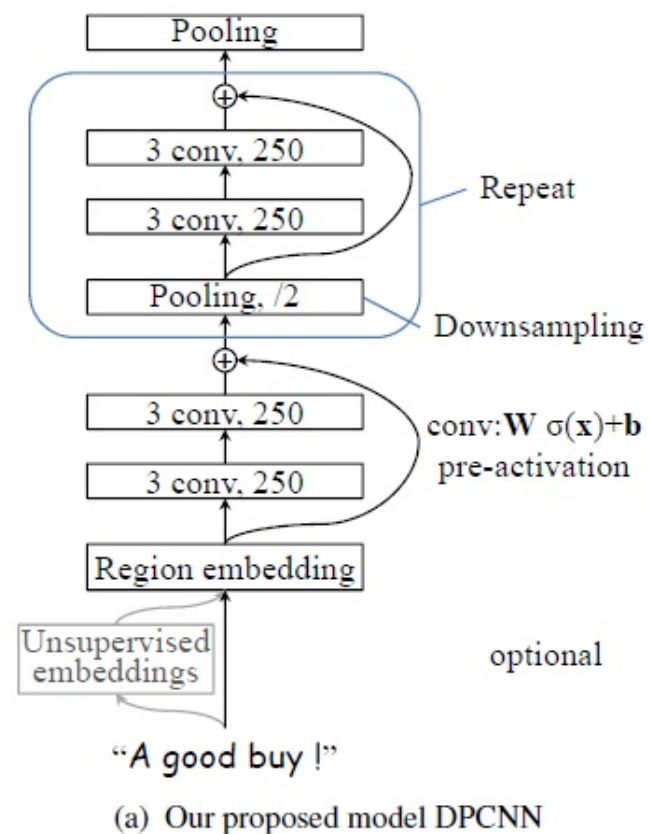 Pooling
3 conv, 250
3 conv, 250
Repeat
Pooling, /2
Downsampling
3 conv, 250
conv:W σ(x)+b
pre-activation
3 conv, 250
Region embedding
Unsupervised
embeddings
optional
“A good buy !”
(a) Our proposed model DPCNN